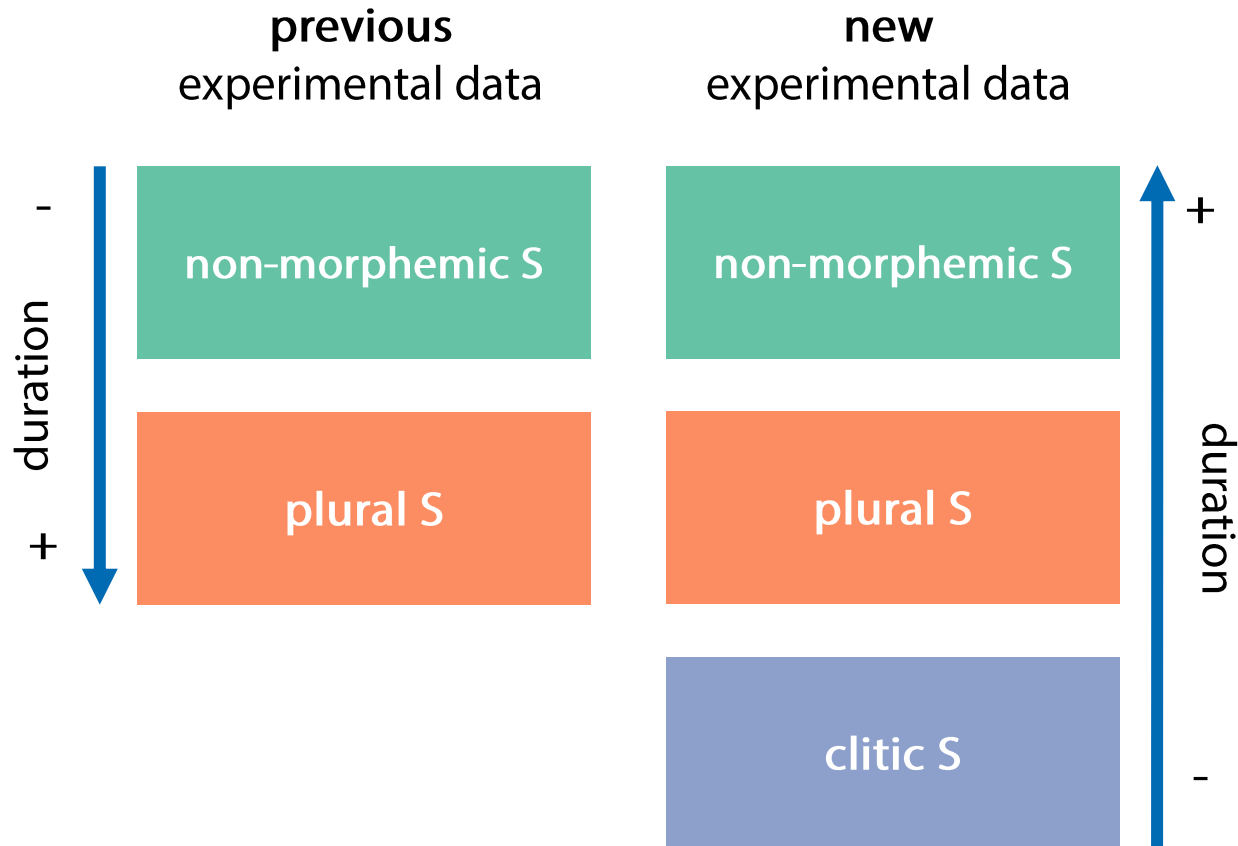 previous
experimental data
new
experimental data
-
duration
+
non-morphemic S
plural S
non-morphemic S
plural S
clitic S
+
duration
-